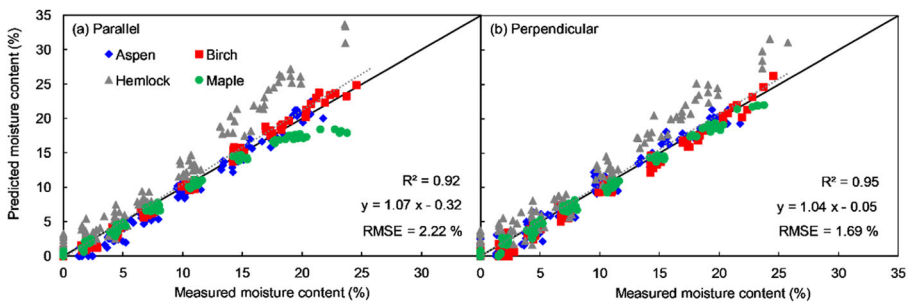 (a) Parallel
Aspen
Birch
Hemlock
Maple
R² = 0.92
y = 1.07 x - 0.32
RMSE = 2.22 %
Predicted moisture content (%)
35
30
25
20
15
10
5
0
0 5 10 15 20 25 30
Measured moisture content (%)
(b) Perpendicular
R² = 0.95
y = 1.04 x - 0.05
RMSE = 1.69 %
0 5 10 15 20 25 30 35
Measured moisture content (%)